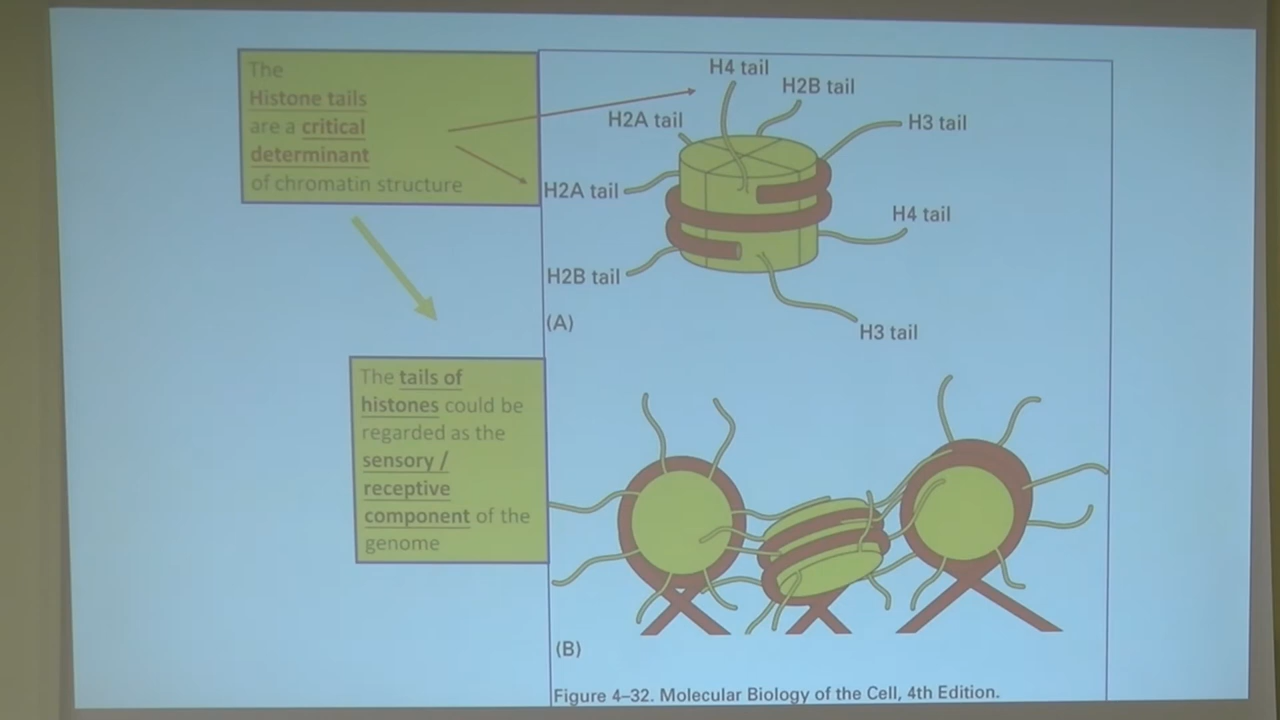 The
Histone tails
are a critical
determinant
of chromatin structure
H4 tail
H2B tail
H2A tail
H3 tail
H2A tail
H4 tail
H2B tail
(A)
H3 tail
The tails of
histones could be
regarded as the
sensory /
receptive
component of the
genome
(B)
Figure 4–32. Molecular Biology of the Cell, 4th Edition.